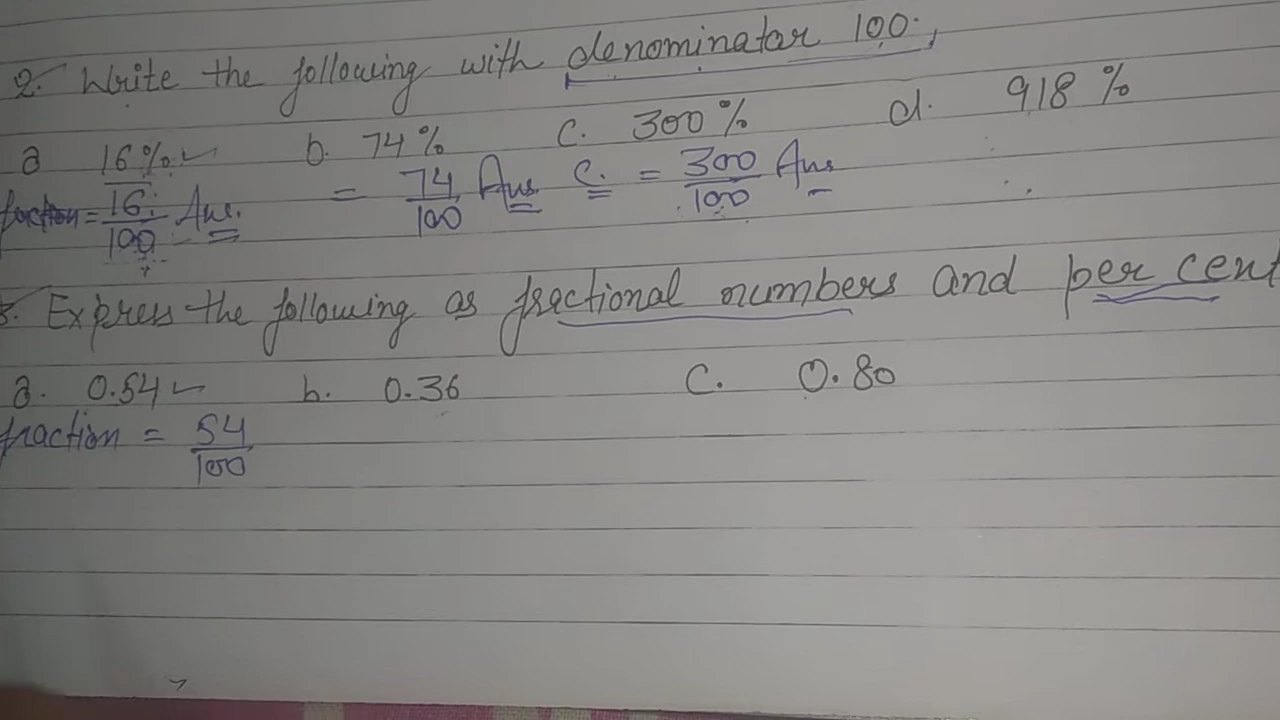 2. Write the following with denominator 100.
a 16% b. 74% c. 300% d. 918%
fraction = 16/100 Ans. = 74/100 Ans c. = 300/100 Ans
3. Express the following as fractional numbers and per cent
a. 0.54 b. 0.36 c. 0.80
fraction = 54/100